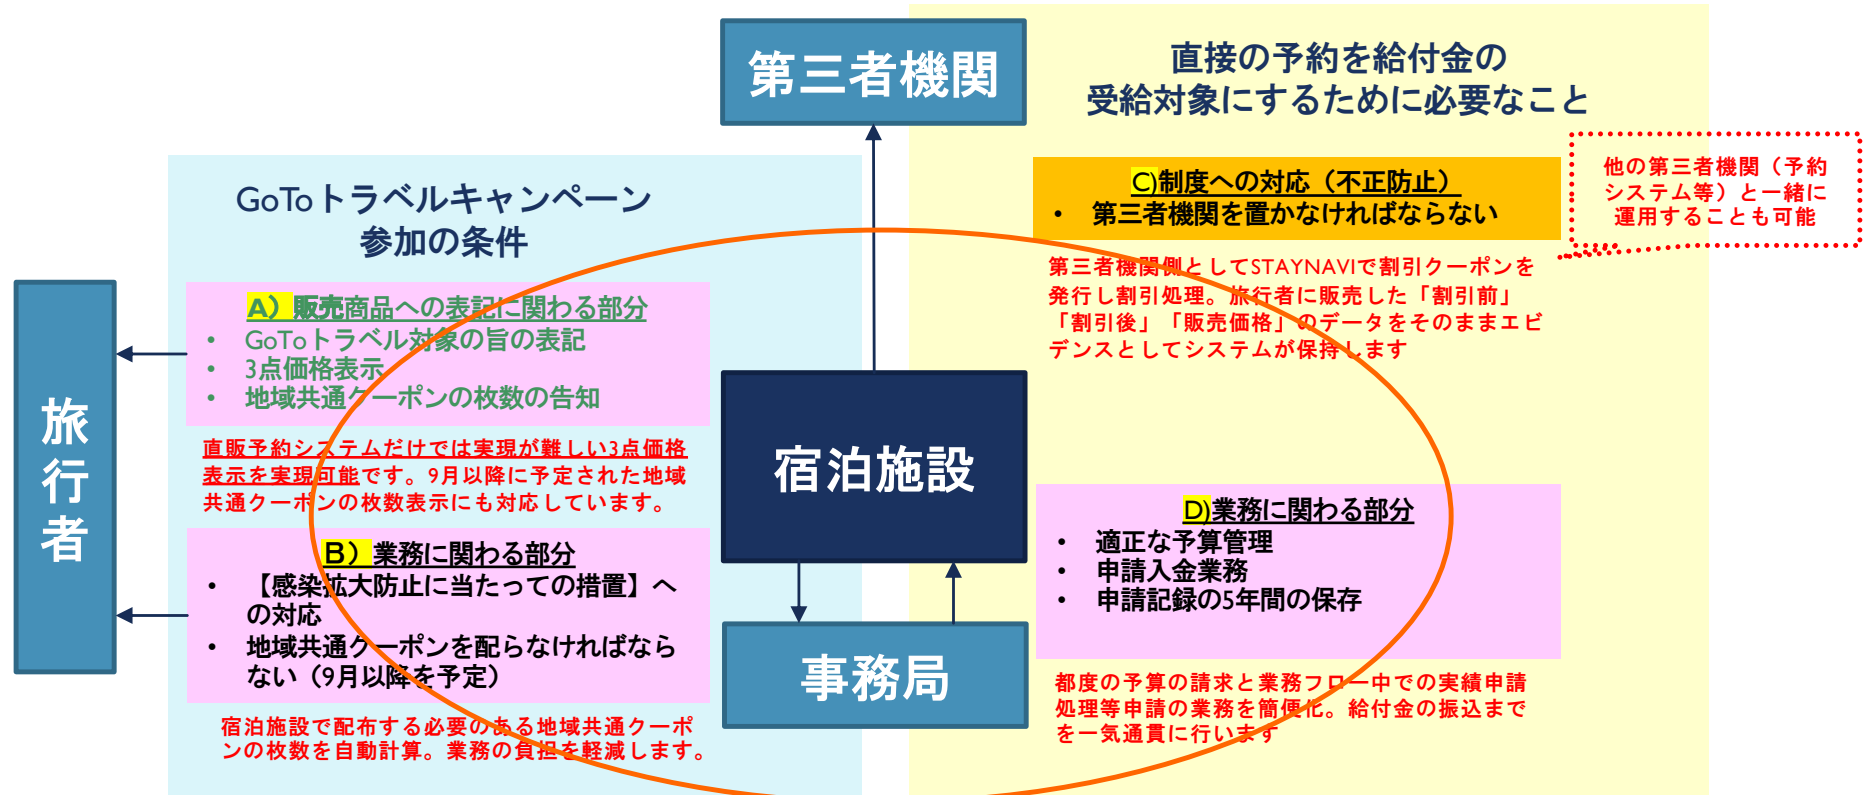 第三者機関
直接の予約を給付金の
受給対象にするために必要なこと
GoToトラベルキャンペーン
参加の条件
C)制度への対応（不正防止）
• 第三者機関を置かなければならない
他の第三者機関（予約
システム等）と一緒に
運用することも可能
第三者機関側としてSTAYNAVIで割引クーポンを
発行し割引処理。旅行者に販売した「割引前」
「割引後」「販売価格」のデータをそのままエビ
デンスとしてシステムが保持します
旅行者
A）販売商品への表記に関わる部分
• GoToトラベル対象の旨の表記
• 3点価格表示
• 地域共通クーポンの枚数の告知
直販予約システムだけでは実現が難しい3点価格
表示を実現可能です。9月以降に予定された地域
共通クーポンの枚数表示にも対応しています。
宿泊施設
B）業務に関わる部分
• 【感染拡大防止に当たっての措置】へ
の対応
• 地域共通クーポンを配らなければなら
ない（9月以降を予定）
宿泊施設で配布する必要のある地域共通クーポ
ンの枚数を自動計算。業務の負担を軽減します。
事務局
D)業務に関わる部分
• 適正な予算管理
• 申請入金業務
• 申請記録の5年間の保存
都度の予算の請求と業務フロー中での実績申請
処理等申請の業務を簡便化。給付金の振込まで
を一気通貫に行います